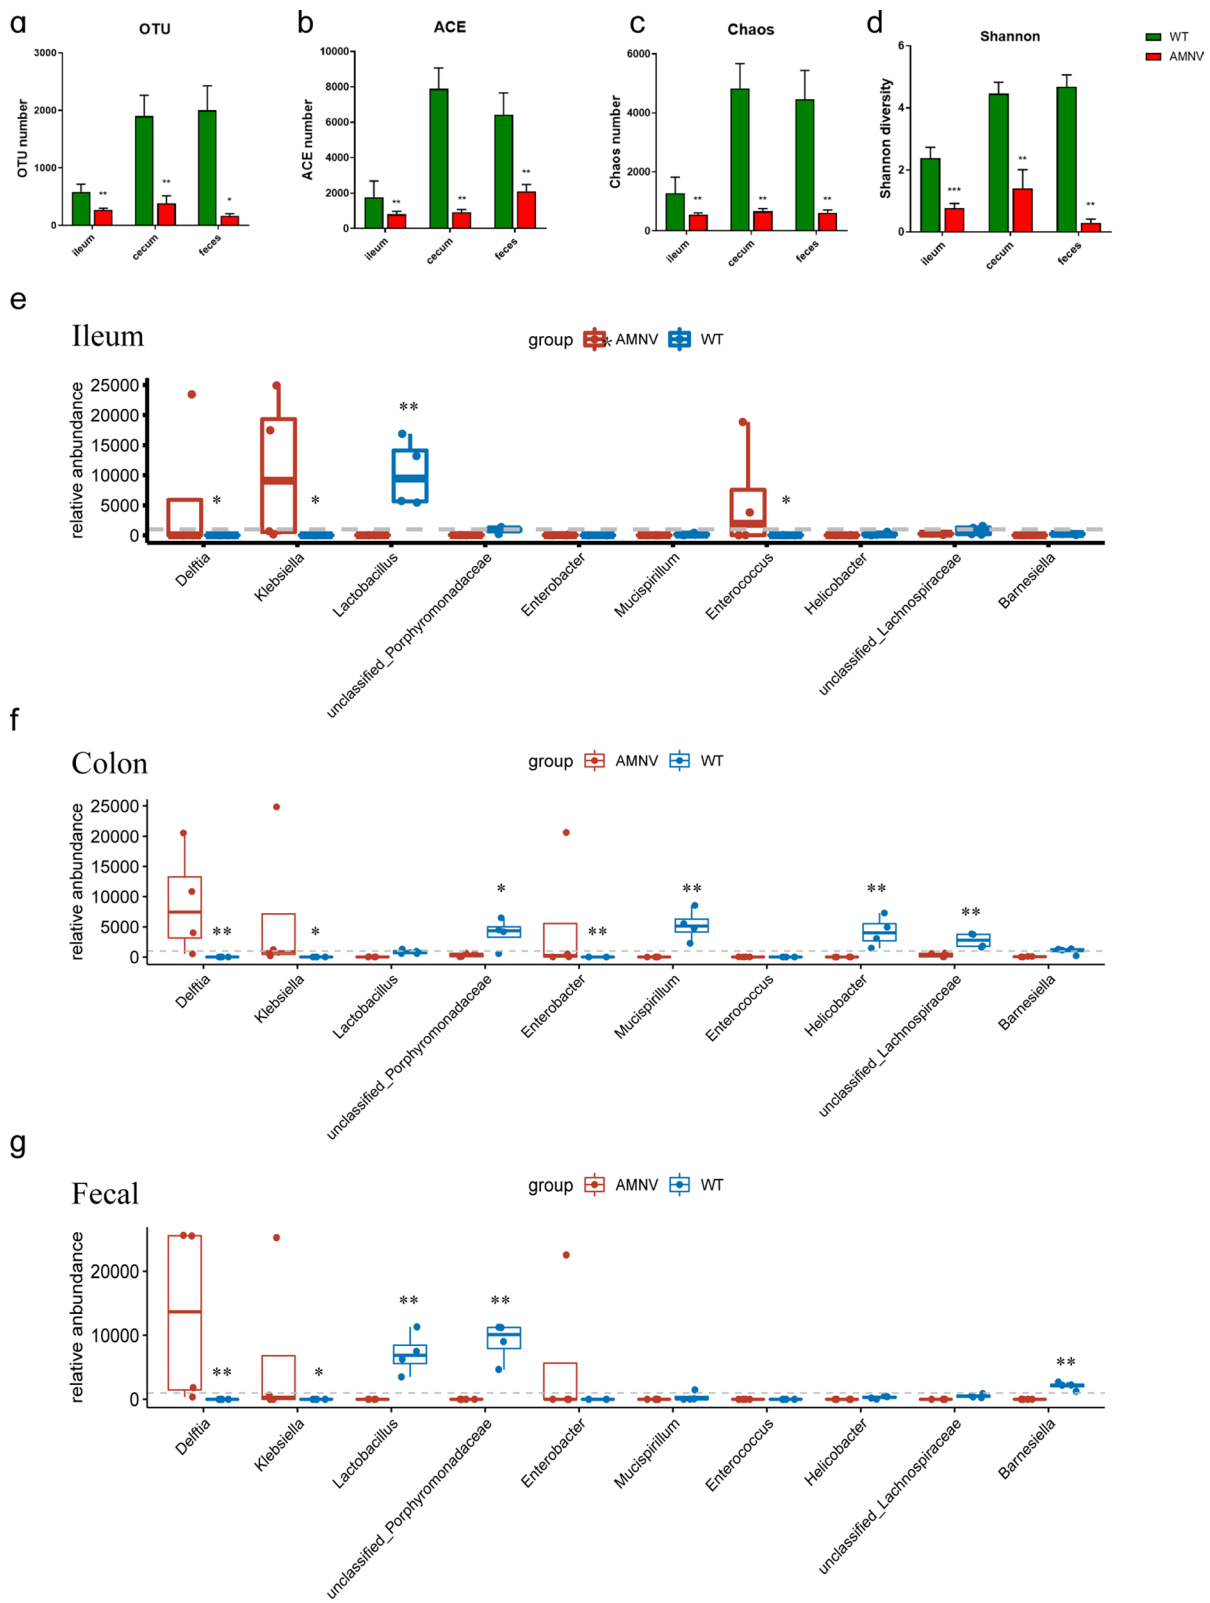 a
OTU
OTU number
3000
2000
1000
0
**
**
*
ileum
cecum
feces
b
ACE
ACE number
10000
8000
6000
4000
2000
0
**
**
**
ileum
cecum
feces
c
Chaos
Chaos number
6000
4000
2000
0
**
**
**
ileum
cecum
feces
d
Shannon
Shannon diversity
6
4
2
0
***
**
**
ileum
cecum
feces
WT
AMNV
e
Ileum
group * AMNV WT
relative anbundance
25000
20000
15000
10000
5000
0
*
*
**
*
Delftia
Klebsiella
Lactobacillus
unclassified_Porphyromonadaceae
Enterobacter
Mucispirillum
Enterococcus
Helicobacter
unclassified_Lachnospiraceae
Barnesiella
f
Colon
group AMNV WT
relative anbundance
25000
20000
15000
10000
5000
0
**
*
*
**
**
**
**
Delftia
Klebsiella
Lactobacillus
unclassified_Porphyromonadaceae
Enterobacter
Mucispirillum
Enterococcus
Helicobacter
unclassified_Lachnospiraceae
Barnesiella
g
Fecal
group AMNV WT
relative anbundance
20000
10000
0
**
*
**
**
**
Delftia
Klebsiella
Lactobacillus
unclassified_Porphyromonadaceae
Enterobacter
Mucispirillum
Enterococcus
Helicobacter
unclassified_Lachnospiraceae
Barnesiella